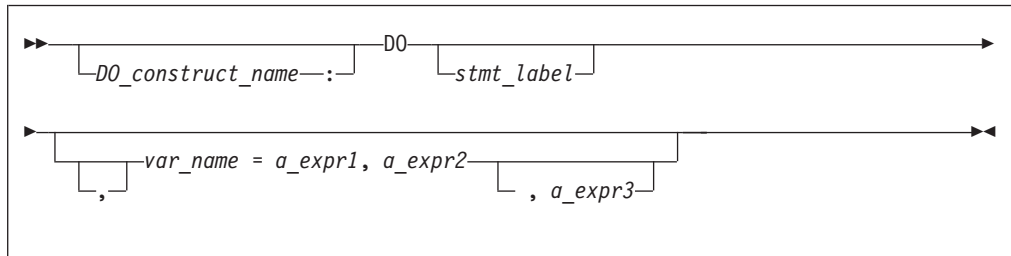 DO
DO_construct_name :
stmt_label
var_name = a_expr1, a_expr2
,
, a_expr3